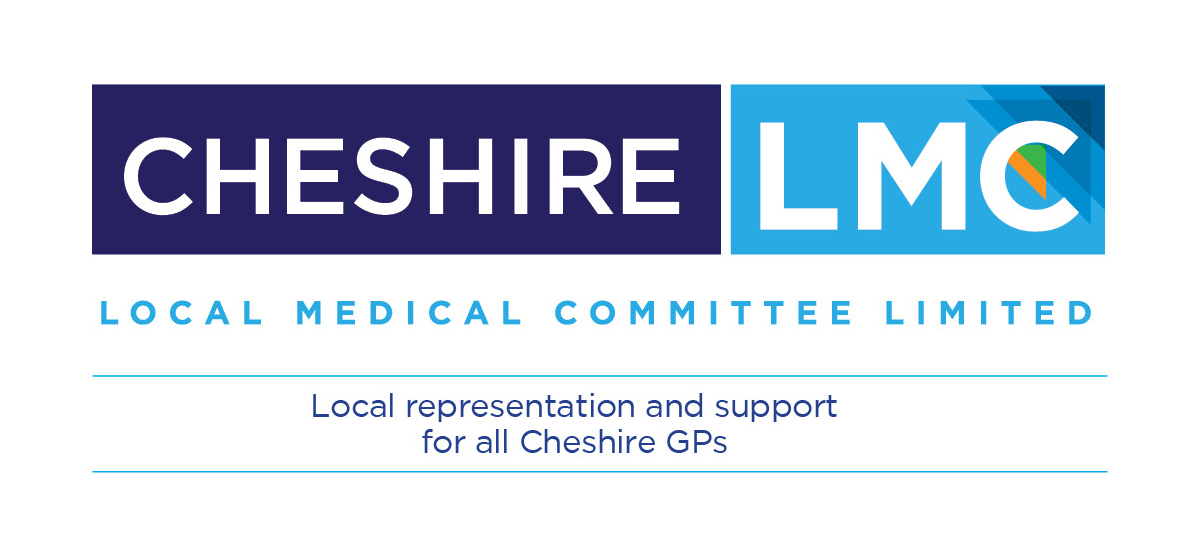 CHESHIRE LMC
LOCAL MEDICAL COMMITTEE LIMITED
Local representation and support
for all Cheshire GPs